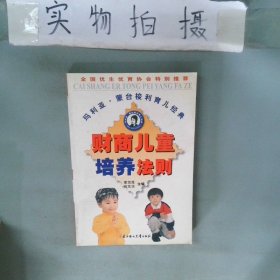 实物拍摄
全国优生优育协会特别推荐
CAI SHANG ER TONG PEI YANG FA ZE
玛利亚·蒙台梭利育儿经典
财商儿童
培养法则